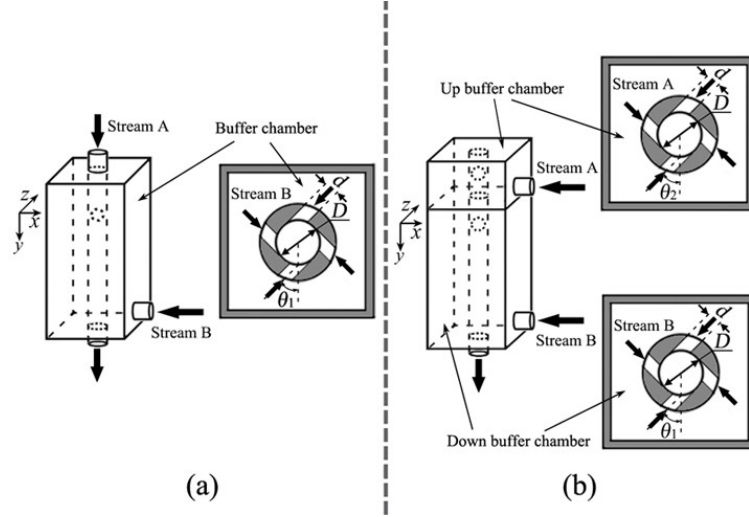 Stream A
Buffer chamber
Stream B
d
D
θ1
z
x
y
Stream B
(a)
Up buffer chamber
Stream A
d
D
θ2
Stream A
z
x
y
Stream B
Stream B
d
D
θ1
Down buffer chamber
(b)